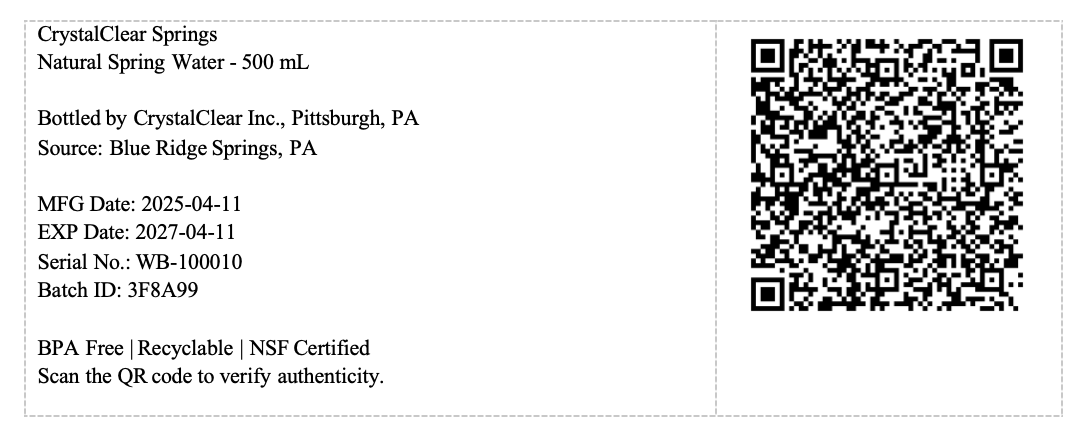 CrystalClear Springs
Natural Spring Water - 500 mL
Bottled by CrystalClear Inc., Pittsburgh, PA
Source: Blue Ridge Springs, PA
MFG Date: 2025-04-11
EXP Date: 2027-04-11
Serial No.: WB-100010
Batch ID: 3F8A99
BPA Free | Recyclable | NSF Certified
Scan the QR code to verify authenticity.